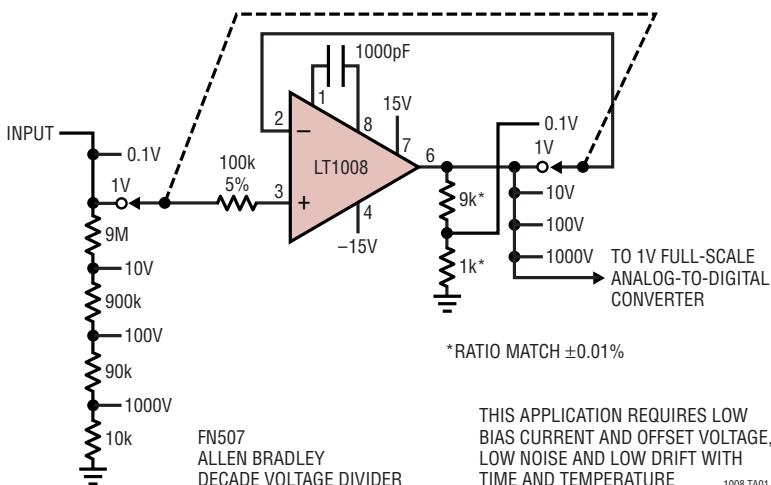 1000pF
1
8
15V
7
2
−
LT1008
6
0.1V
1V
INPUT
0.1V
1V
100k
5%
3
+
4
−15V
9k*
1k*
10V
100V
1000V
TO 1V FULL-SCALE
ANALOG-TO-DIGITAL
CONVERTER
9M
10V
900k
100V
90k
1000V
10k
*RATIO MATCH ±0.01%
FN507
ALLEN BRADLEY
DECADE VOLTAGE DIVIDER
THIS APPLICATION REQUIRES LOW
BIAS CURRENT AND OFFSET VOLTAGE,
LOW NOISE AND LOW DRIFT WITH
TIME AND TEMPERATURE
1008 TA01